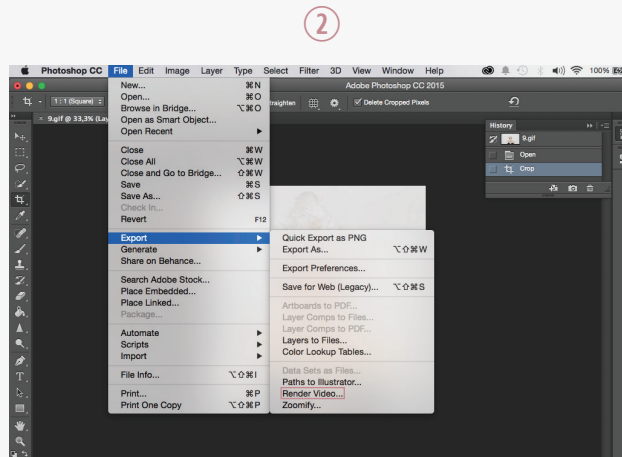 2
Photoshop CC File Edit Image Layer Type Select Filter 3D View Window Help 100%
Adobe Photoshop CC 2015
1 : 1 (Square) Delete Cropped Pixels
× 9.gif @ 33,3% (Lay
New... ⌘N
Open... ⌘O
Browse in Bridge... ⌥⌘O
Open as Smart Object...
Open Recent ▶
Close ⌘W
Close All ⌥⌘W
Close and Go to Bridge... ⇧⌘W
Save ⌘S
Save As... ⇧⌘S
Check In...
Revert F12
Export ▶
Generate ▶
Share on Behance...
Search Adobe Stock...
Place Embedded...
Place Linked...
Package...
Automate ▶
Scripts ▶
Import ▶
File Info... ⌥⇧⌘I
Print... ⌘P
Print One Copy ⌥⇧⌘P
Quick Export as PNG
Export As... ⌥⇧⌘W
Export Preferences...
Save for Web (Legacy)... ⌥⇧⌘S
Artboards to PDF...
Layer Comps to Files...
Layer Comps to PDF...
Layers to Files...
Color Lookup Tables...
Data Sets as Files...
Paths to Illustrator...
Render Video...
Zoomify...
History
9.gif
Open
Crop